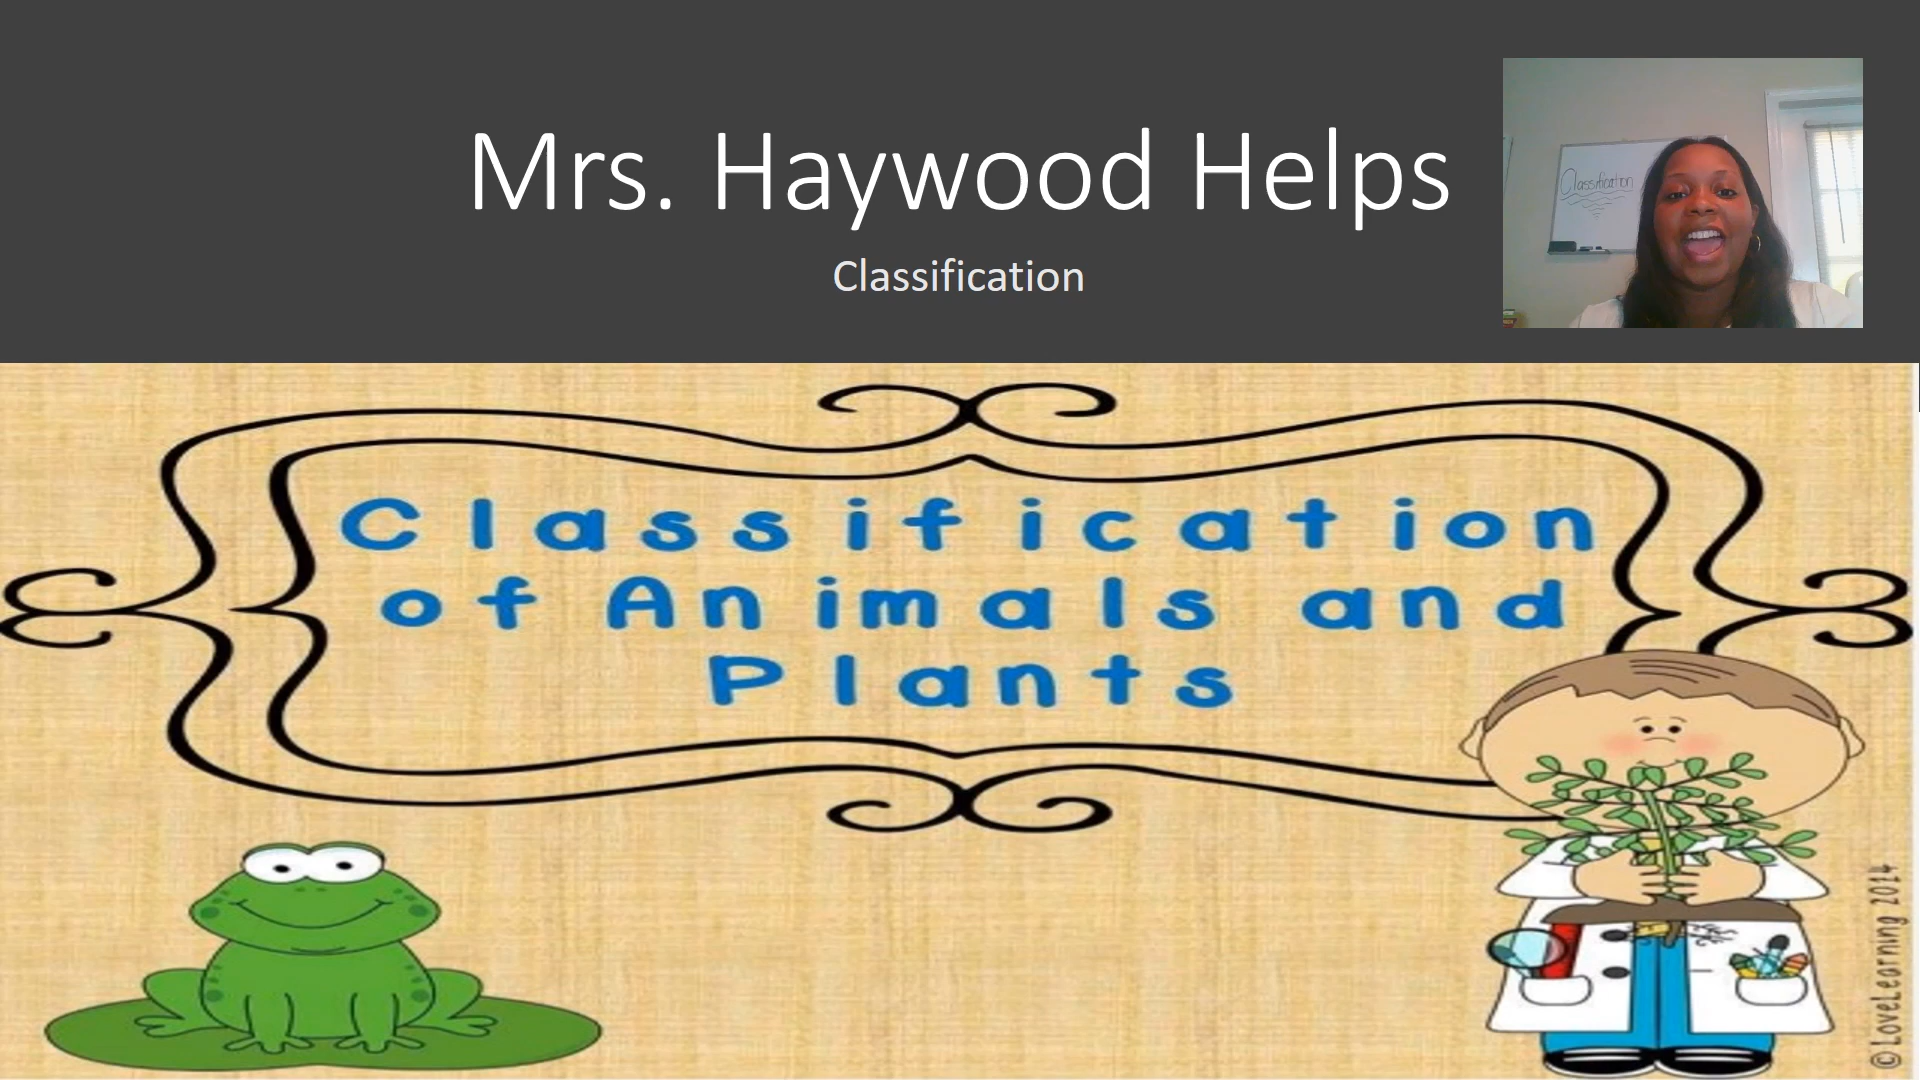 Mrs. Haywood Helps
Classification
Classification
Classification
of Animals and
Plants
©LoveLearning 2014